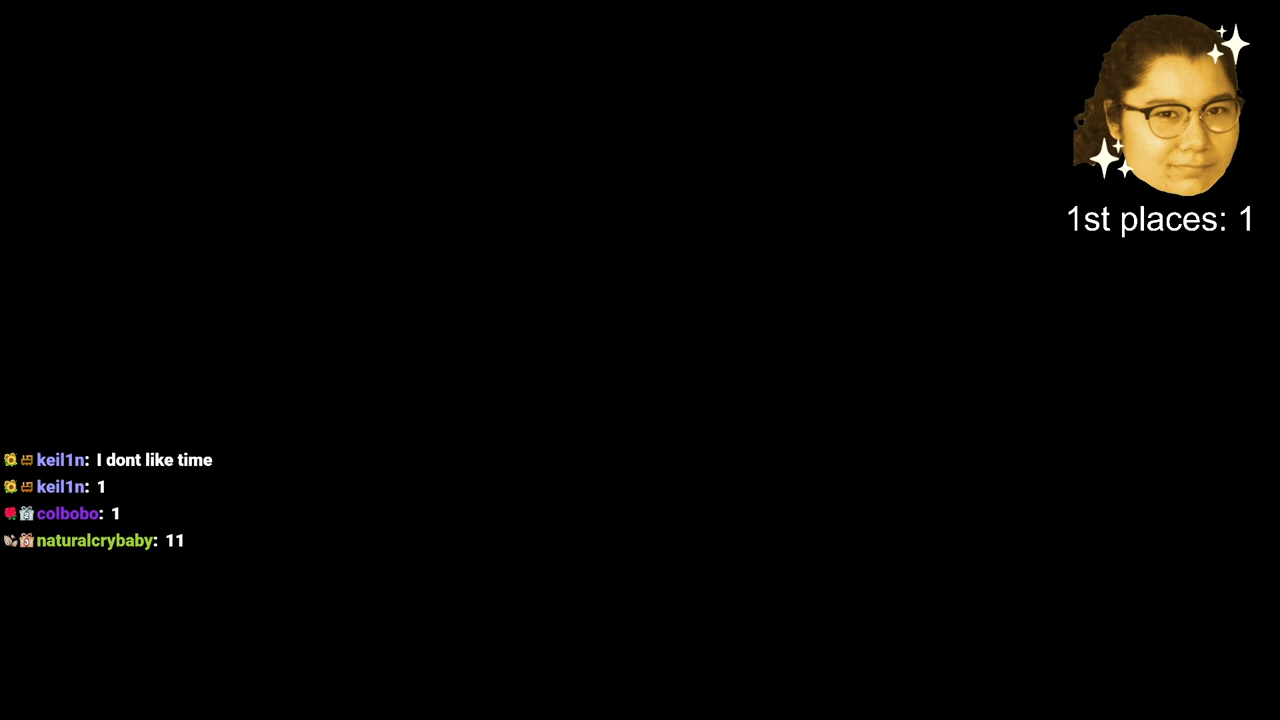 1st places: 1
keil1n: I dont like time
keil1n: 1
colbobo: 1
naturalcrybaby: 11